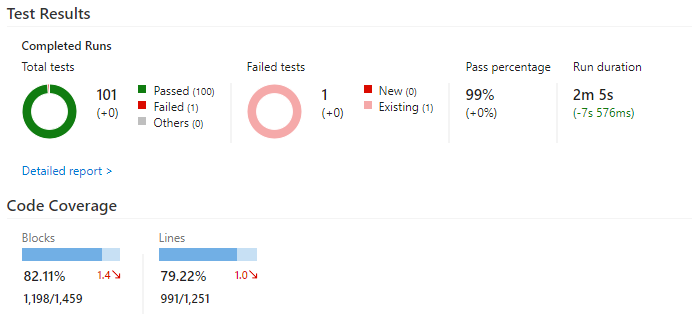 Test Results
Completed Runs
Total tests
101
(+0)
Passed (100)
Failed (1)
Others (0)
Failed tests
1
(+0)
New (0)
Existing (1)
Pass percentage
99%
(+0%)
Run duration
2m 5s
(-7s 576ms)
Detailed report >
Code Coverage
Blocks
82.11% 1.4↘
1,198/1,459
Lines
79.22% 1.0↘
991/1,251